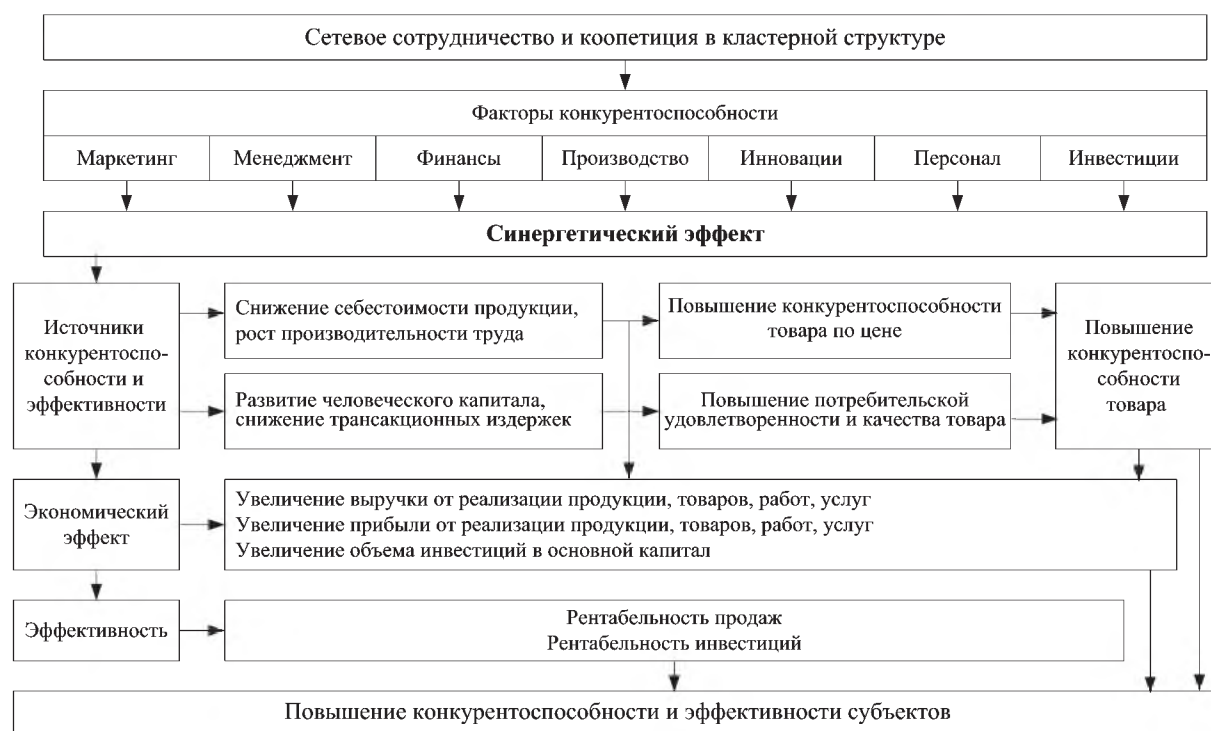 Сетевое сотрудничество и коопетиция в кластерной структуре
Факторы конкурентоспособности
Маркетинг
Менеджмент
Финансы
Производство
Инновации
Персонал
Инвестиции
Синергетический эффект
Источники
конкурентоспо-
собности и
эффективности
Снижение себестоимости продукции,
рост производительности труда
Повышение конкурентоспособности
товара по цене
Развитие человеческого капитала,
снижение трансакционных издержек
Повышение потребительской
удовлетворенности и качества товара
Повышение
конкурентоспо-
собности
товара
Экономический
эффект
Увеличение выручки от реализации продукции, товаров, работ, услуг
Увеличение прибыли от реализации продукции, товаров, работ, услуг
Увеличение объема инвестиций в основной капитал
Эффективность
Рентабельность продаж
Рентабельность инвестиций
Повышение конкурентоспособности и эффективности субъектов